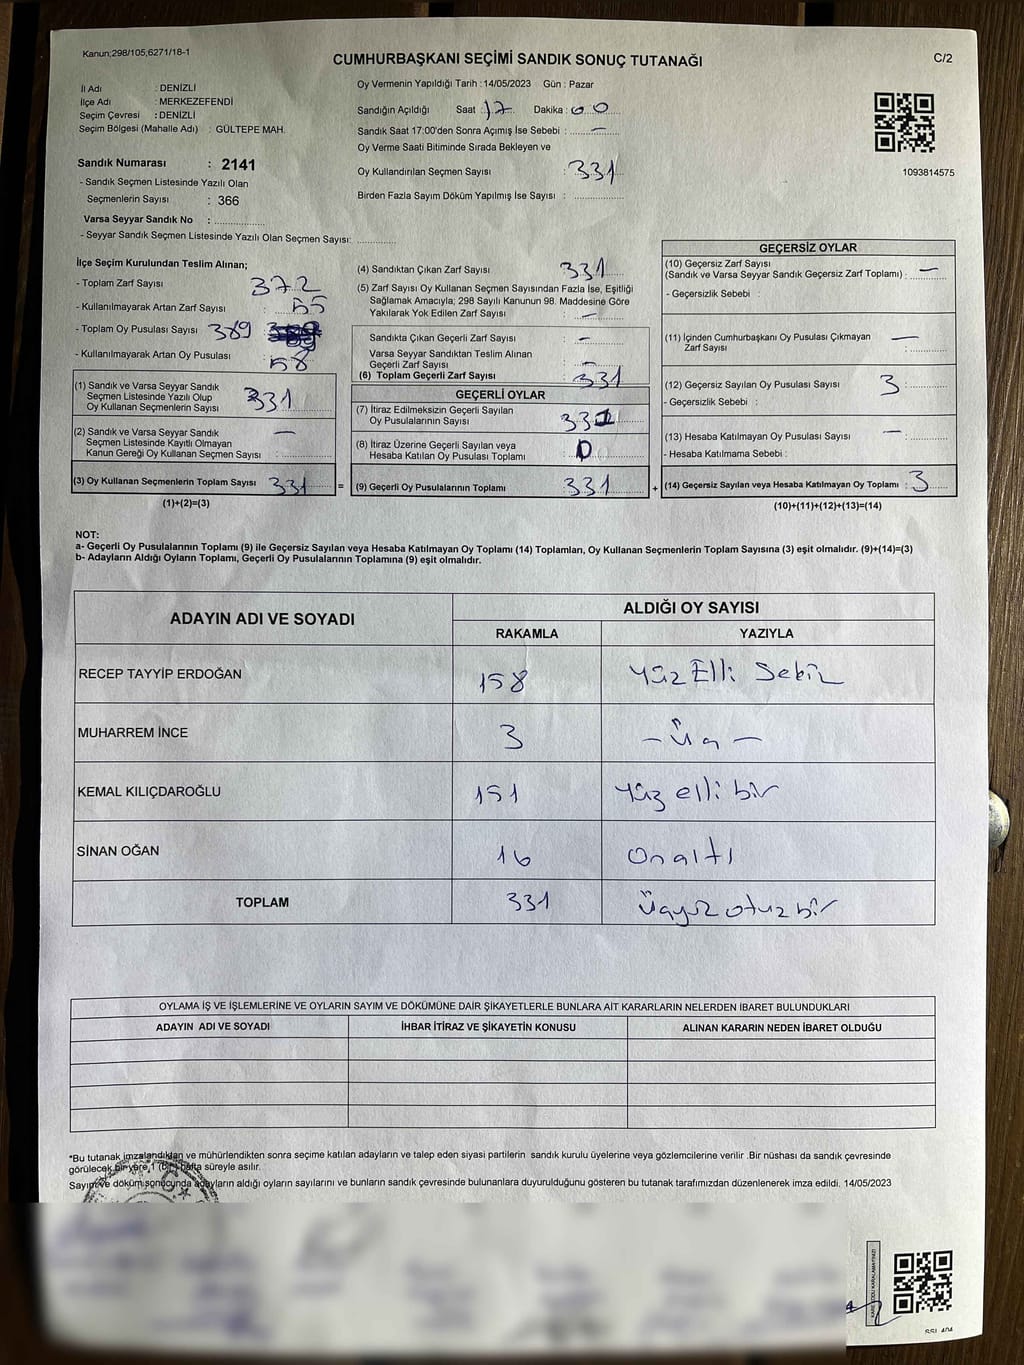 Kanun;298/105,6271/18-1
CUMHURBAŞKANI SEÇİMİ SANDIK SONUÇ TUTANAĞI
C/2
İl Adı : DENİZLİ
İlçe Adı : MERKEZEFENDİ
Seçim Çevresi : DENİZLİ
Seçim Bölgesi (Mahalle Adı) : GÜLTEPE MAH.
Sandık Numarası : 2141
- Sandık Seçmen Listesinde Yazılı Olan
Seçmenlerin Sayısı : 366
Varsa Seyyar Sandık No :
- Seyyar Sandık Seçmen Listesinde Yazılı Olan Seçmen Sayısı:
Oy Vermenin Yapıldığı Tarih : 14/05/2023 Gün : Pazar
Sandığın Açıldığı Saat : 17 Dakika : 00
Sandık Saat 17:00'den Sonra Açımış İse Sebebi : —
Oy Verme Saati Bitiminde Sırada Bekleyen ve
Oy Kullandırılan Seçmen Sayısı : 331
Birden Fazla Sayım Döküm Yapılmış İse Sayısı :
1093814575
İlçe Seçim Kurulundan Teslim Alınan;
- Toplam Zarf Sayısı : 372
- Kullanılmayarak Artan Zarf Sayısı : 55
- Toplam Oy Pusulası Sayısı 389
- Kullanılmayarak Artan Oy Pusulası : 58
(1) Sandık ve Varsa Seyyar Sandık
Seçmen Listesinde Yazılı Olup
Oy Kullanan Seçmenlerin Sayısı : 331
(2) Sandık ve Varsa Seyyar Sandık
Seçmen Listesinde Kayıtlı Olmayan
Kanun Gereği Oy Kullanan Seçmen Sayısı : —
(3) Oy Kullanan Seçmenlerin Toplam Sayısı : 331
(1)+(2)=(3)
(4) Sandıktan Çıkan Zarf Sayısı : 331
(5) Zarf Sayısı Oy Kullanan Seçmen Sayısından Fazla İse, Eşitliği
Sağlamak Amacıyla; 298 Sayılı Kanunun 98. Maddesine Göre
Yakılarak Yok Edilen Zarf Sayısı : —
Sandıkta Çıkan Geçerli Zarf Sayısı : —
Varsa Seyyar Sandıktan Teslim Alınan
Geçerli Zarf Sayısı : —
(6) Toplam Geçerli Zarf Sayısı : 331
GEÇERLİ OYLAR
(7) İtiraz Edilmeksizin Geçerli Sayılan
Oy Pusulalarının Sayısı : 331
(8) İtiraz Üzerine Geçerli Sayılan veya
Hesaba Katılan Oy Pusulası Toplamı : 0
= (9) Geçerli Oy Pusulalarının Toplamı : 331 +
GEÇERSİZ OYLAR
(10) Geçersiz Zarf Sayısı
(Sandık ve Varsa Seyyar Sandık Geçersiz Zarf Toplamı) : —
- Geçersizlik Sebebi :
(11) İçinden Cumhurbaşkanı Oy Pusulası Çıkmayan
Zarf Sayısı : —
(12) Geçersiz Sayılan Oy Pusulası Sayısı : 3
- Geçersizlik Sebebi :
(13) Hesaba Katılmayan Oy Pusulası Sayısı : —
- Hesaba Katılmama Sebebi :
(14) Geçersiz Sayılan veya Hesaba Katılmayan Oy Toplamı : 3
(10)+(11)+(12)+(13)=(14)
NOT:
a- Geçerli Oy Pusulalarının Toplamı (9) ile Geçersiz Sayılan veya Hesaba Katılmayan Oy Toplamı (14) Toplamları, Oy Kullanan Seçmenlerin Toplam Sayısına (3) eşit olmalıdır. (9)+(14)=(3)
b- Adayların Aldığı Oyların Toplamı, Geçerli Oy Pusulalarının Toplamına (9) eşit olmalıdır.
ADAYIN ADI VE SOYADI ALDIĞI OY SAYISI
RAKAMLA YAZIYLA
RECEP TAYYİP ERDOĞAN 158 Yüz Elli Sekiz
MUHARREM İNCE 3 - Üç -
KEMAL KILIÇDAROĞLU 151 Yüz elli bir
SİNAN OĞAN 16 Onaltı
TOPLAM 331 Üçyüz otuz bir
OYLAMA İŞ VE İŞLEMLERİNE VE OYLARIN SAYIM VE DÖKÜMÜNE DAİR ŞİKAYETLERLE BUNLARA AİT KARARLARIN NELERDEN İBARET BULUNDUKLARI
ADAYIN ADI VE SOYADI İHBAR İTİRAZ VE ŞİKAYETİN KONUSU ALINAN KARARIN NEDEN İBARET OLDUĞU
*Bu tutanak imzalandıktan ve mühürlendikten sonra seçime katılan adayların ve talep eden siyasi partilerin sandık kurulu üyelerine veya gözlemcilerine verilir .Bir nüshası da sandık çevresinde
görülecek bir yere 1 (bir) hafta süreyle asılır.
Sayım ve döküm sonucunda adayların aldığı oyların sayılarını ve bunların sandık çevresinde bulunanlara duyurulduğunu gösteren bu tutanak tarafımızdan düzenlenerek imza edildi. 14/05/2023